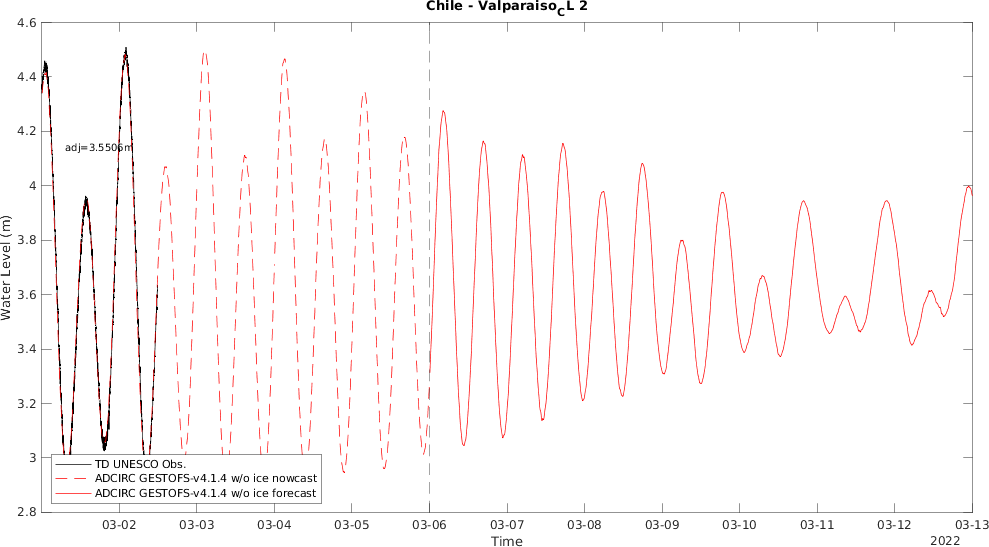 Chile - Valparaiso_CL 2
4.6
4.4
4.2
4
3.8
3.6
3.4
3.2
3
2.8
Water Level (m)
adj=3.5506m
TD UNESCO Obs.
ADCIRC GESTOFS-v4.1.4 w/o ice nowcast
ADCIRC GESTOFS-v4.1.4 w/o ice forecast
03-02 03-03 03-04 03-05 03-06 03-07 03-08 03-09 03-10 03-11 03-12 03-13
Time
2022